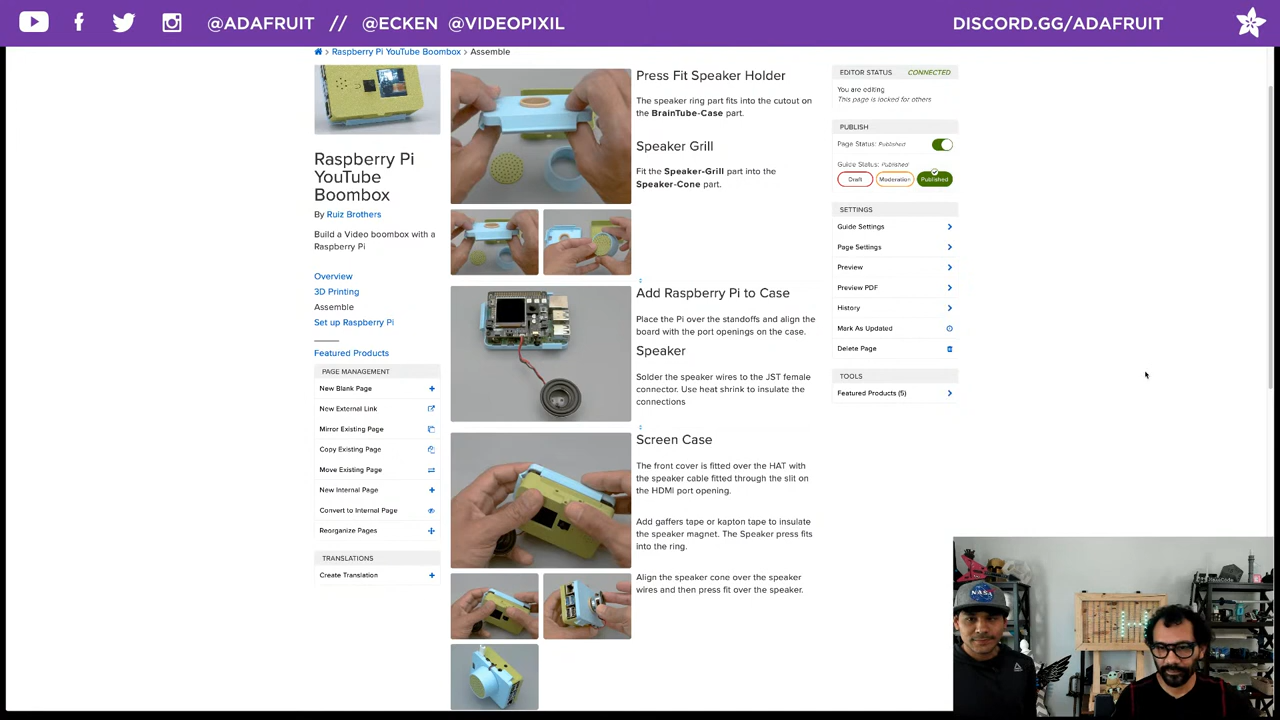 @ADAFRUIT // @ECKEN @VIDEOPIXIL
DISCORD.GG/ADAFRUIT
Raspberry Pi YouTube Boombox > Assemble
Raspberry Pi
YouTube
Boombox
By Ruiz Brothers
Build a Video boombox with a
Raspberry Pi
Overview
3D Printing
Assemble
Set up Raspberry Pi
Featured Products
PAGE MANAGEMENT
New Blank Page
New External Link
Mirror Existing Page
Copy Existing Page
Move Existing Page
New Internal Page
Convert to Internal Page
Reorganize Pages
TRANSLATIONS
Create Translation
Press Fit Speaker Holder
The speaker ring part fits into the cutout on
the BrainTube-Case part.
Speaker Grill
Fit the Speaker-Grill part into the
Speaker-Cone part.
Add Raspberry Pi to Case
Place the Pi over the standoffs and align the
board with the port openings on the case.
Speaker
Solder the speaker wires to the JST female
connector. Use heat shrink to insulate the
connections
Screen Case
The front cover is fitted over the HAT with
the speaker cable fitted through the slit on
the HDMI port opening.
Add gaffers tape or kapton tape to insulate
the speaker magnet. The Speaker press fits
into the ring.
Align the speaker cone over the speaker
wires and then press fit over the speaker.
EDITOR STATUS CONNECTED
You are editing
This page is locked for others
PUBLISH
Page Status: Published
Guide Status: Published
Draft Moderation Published
SETTINGS
Guide Settings
Page Settings
Preview
Preview PDF
History
Mark As Updated
Delete Page
TOOLS
Featured Products (5)
NASA